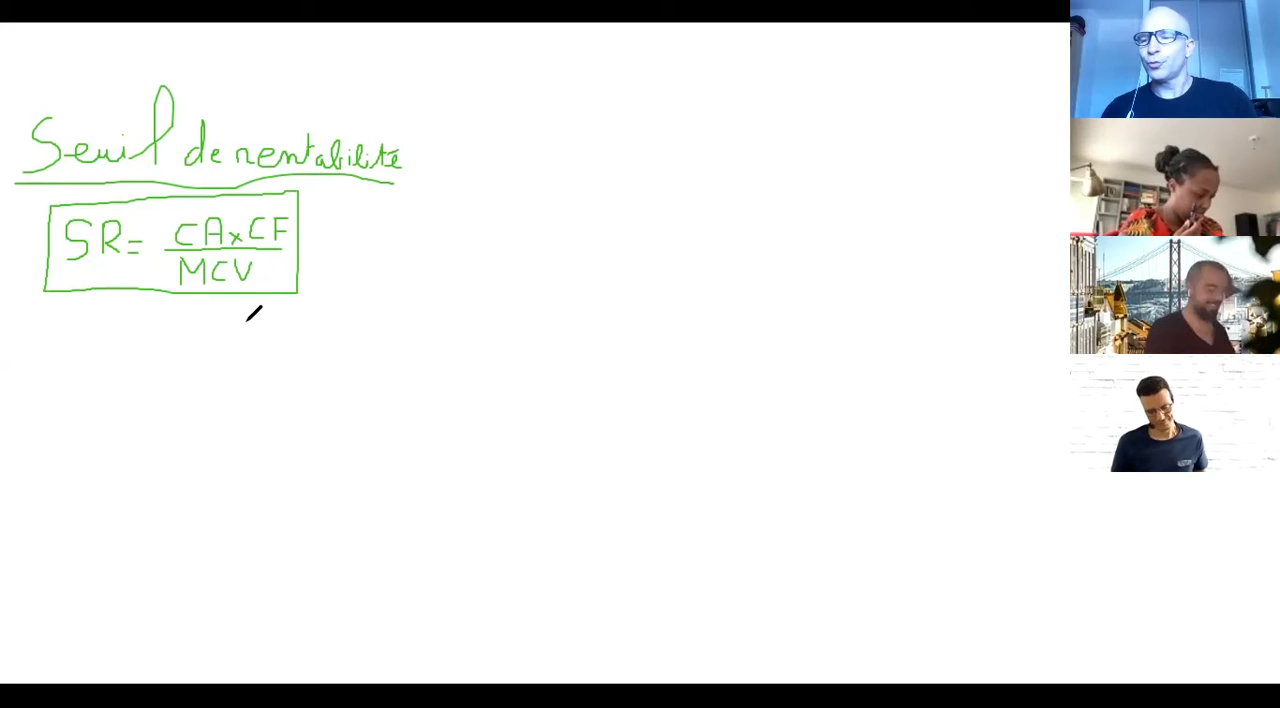 Seuil de rentabilité
SR= CA x CF
MCV